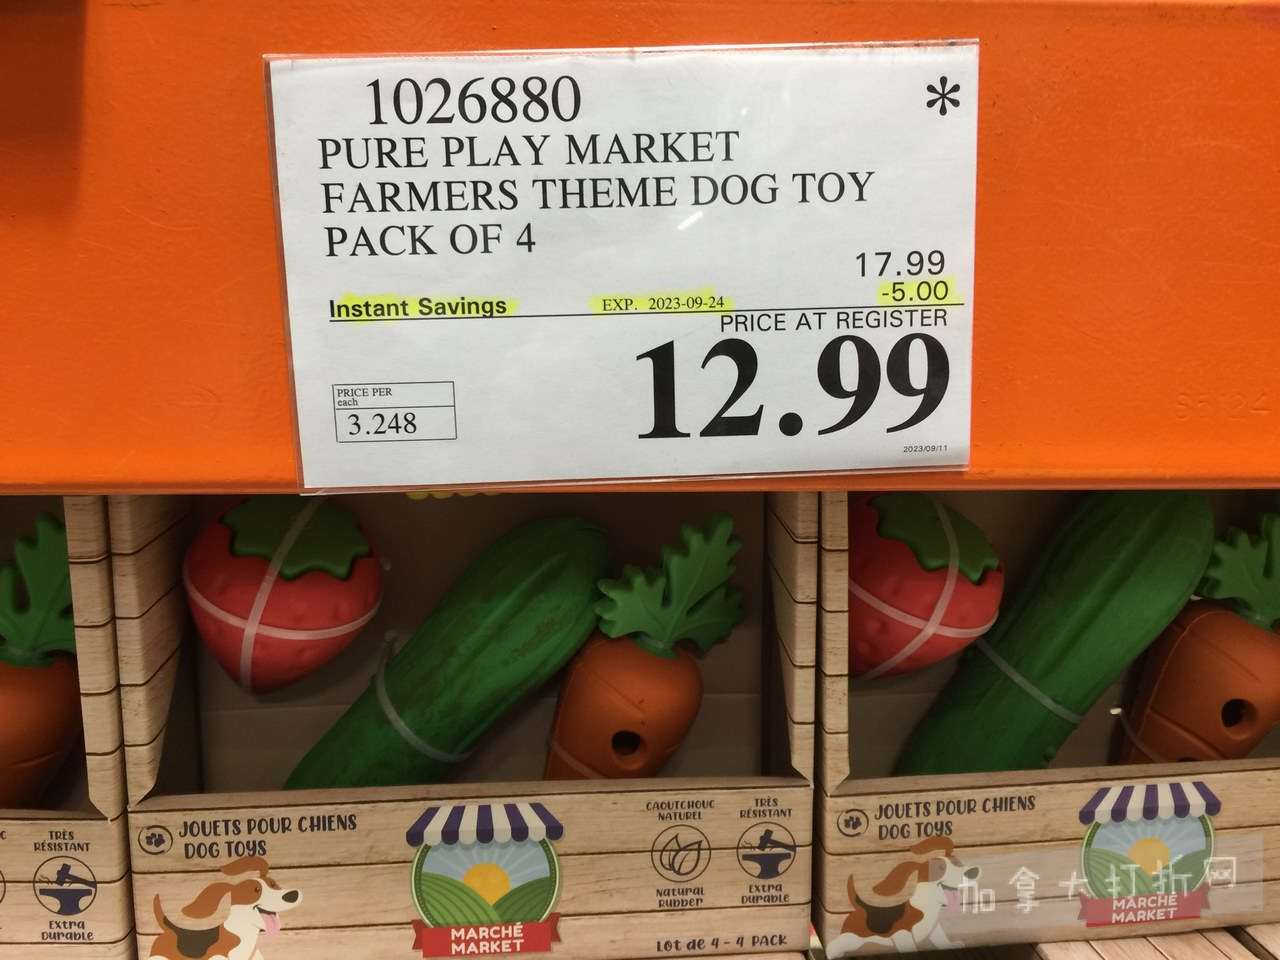 1026880
*
PURE PLAY MARKET
FARMERS THEME DOG TOY
PACK OF 4
17.99
Instant Savings EXP. 2023-09-24 -5.00
PRICE AT REGISTER
12.99
PRICE PER
each
3.248
2023/09/11
TRÈS
RÉSISTANT
Extra
Durable
JOUETS POUR CHIENS
DOG TOYS
MARCHÉ
MARKET
CAOUTCHOUC
NATUREL
Natural
Rubber
TRÈS
RÉSISTANT
Extra
Durable
Lot de 4 - 4 PACK
JOUETS POUR CHIENS
DOG TOYS
MARCHÉ
MARKET
加拿大打折网